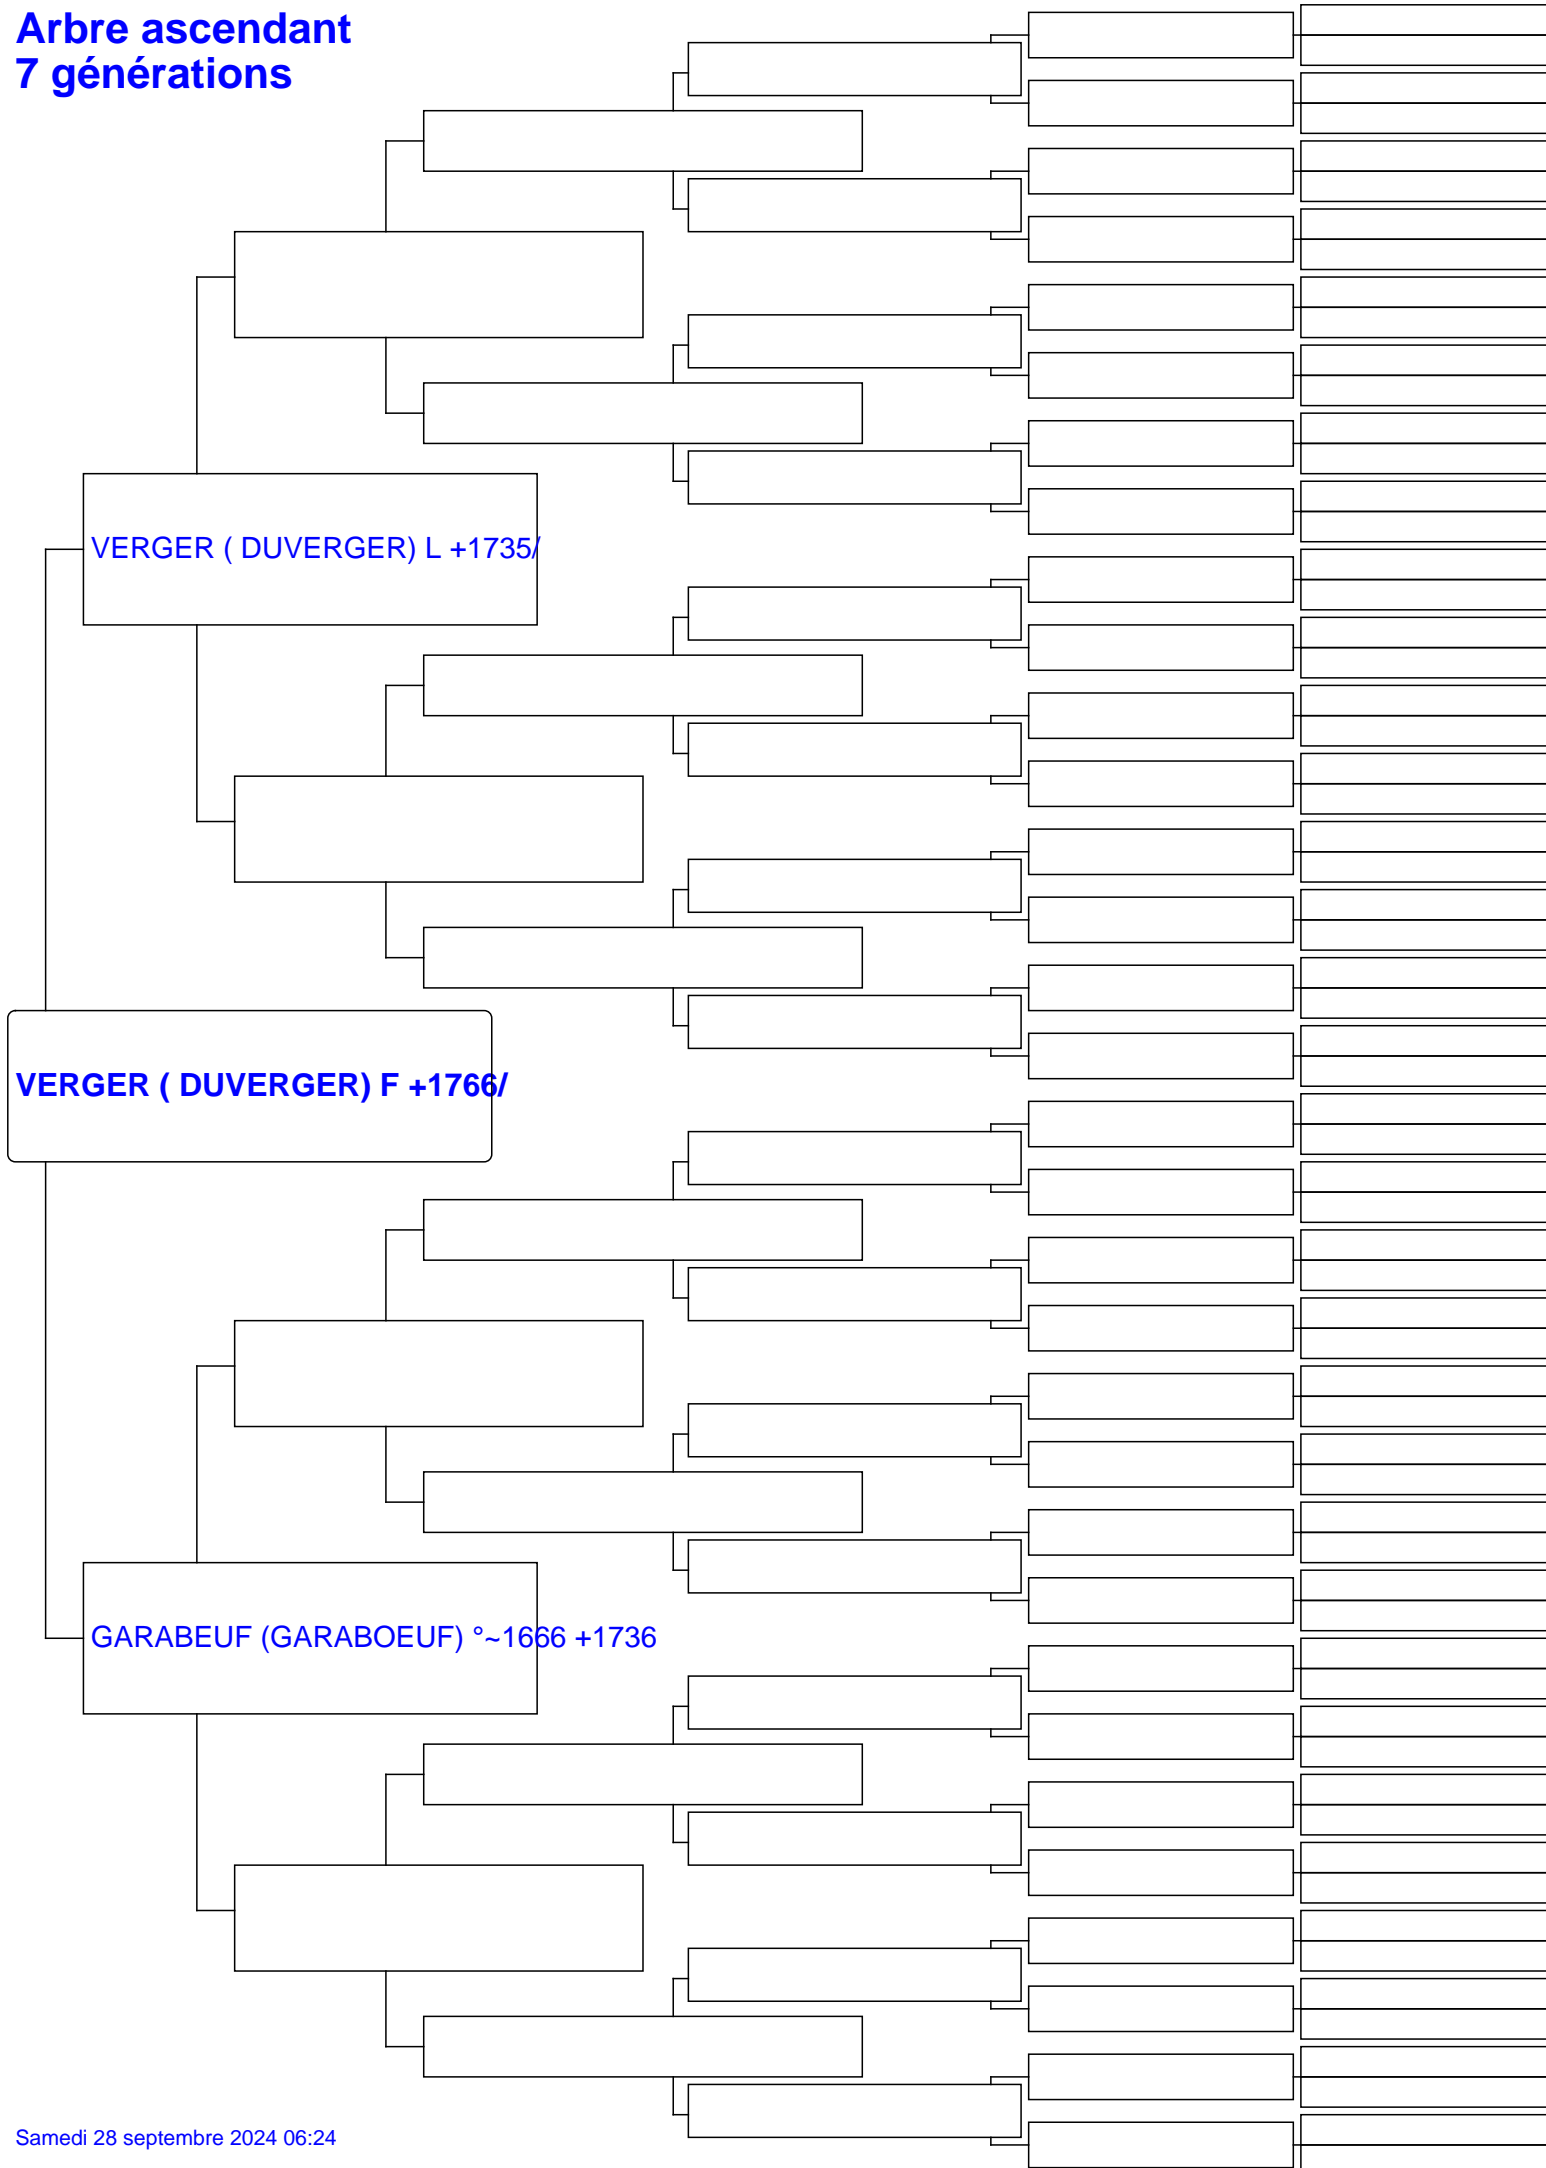 Arbre ascendant
7 générations
VERGER ( DUVERGER) L +1735/
VERGER ( DUVERGER) F +1766/
GARABEUF (GARABOEUF) °~1666 +1736
Samedi 28 septembre 2024 06:24